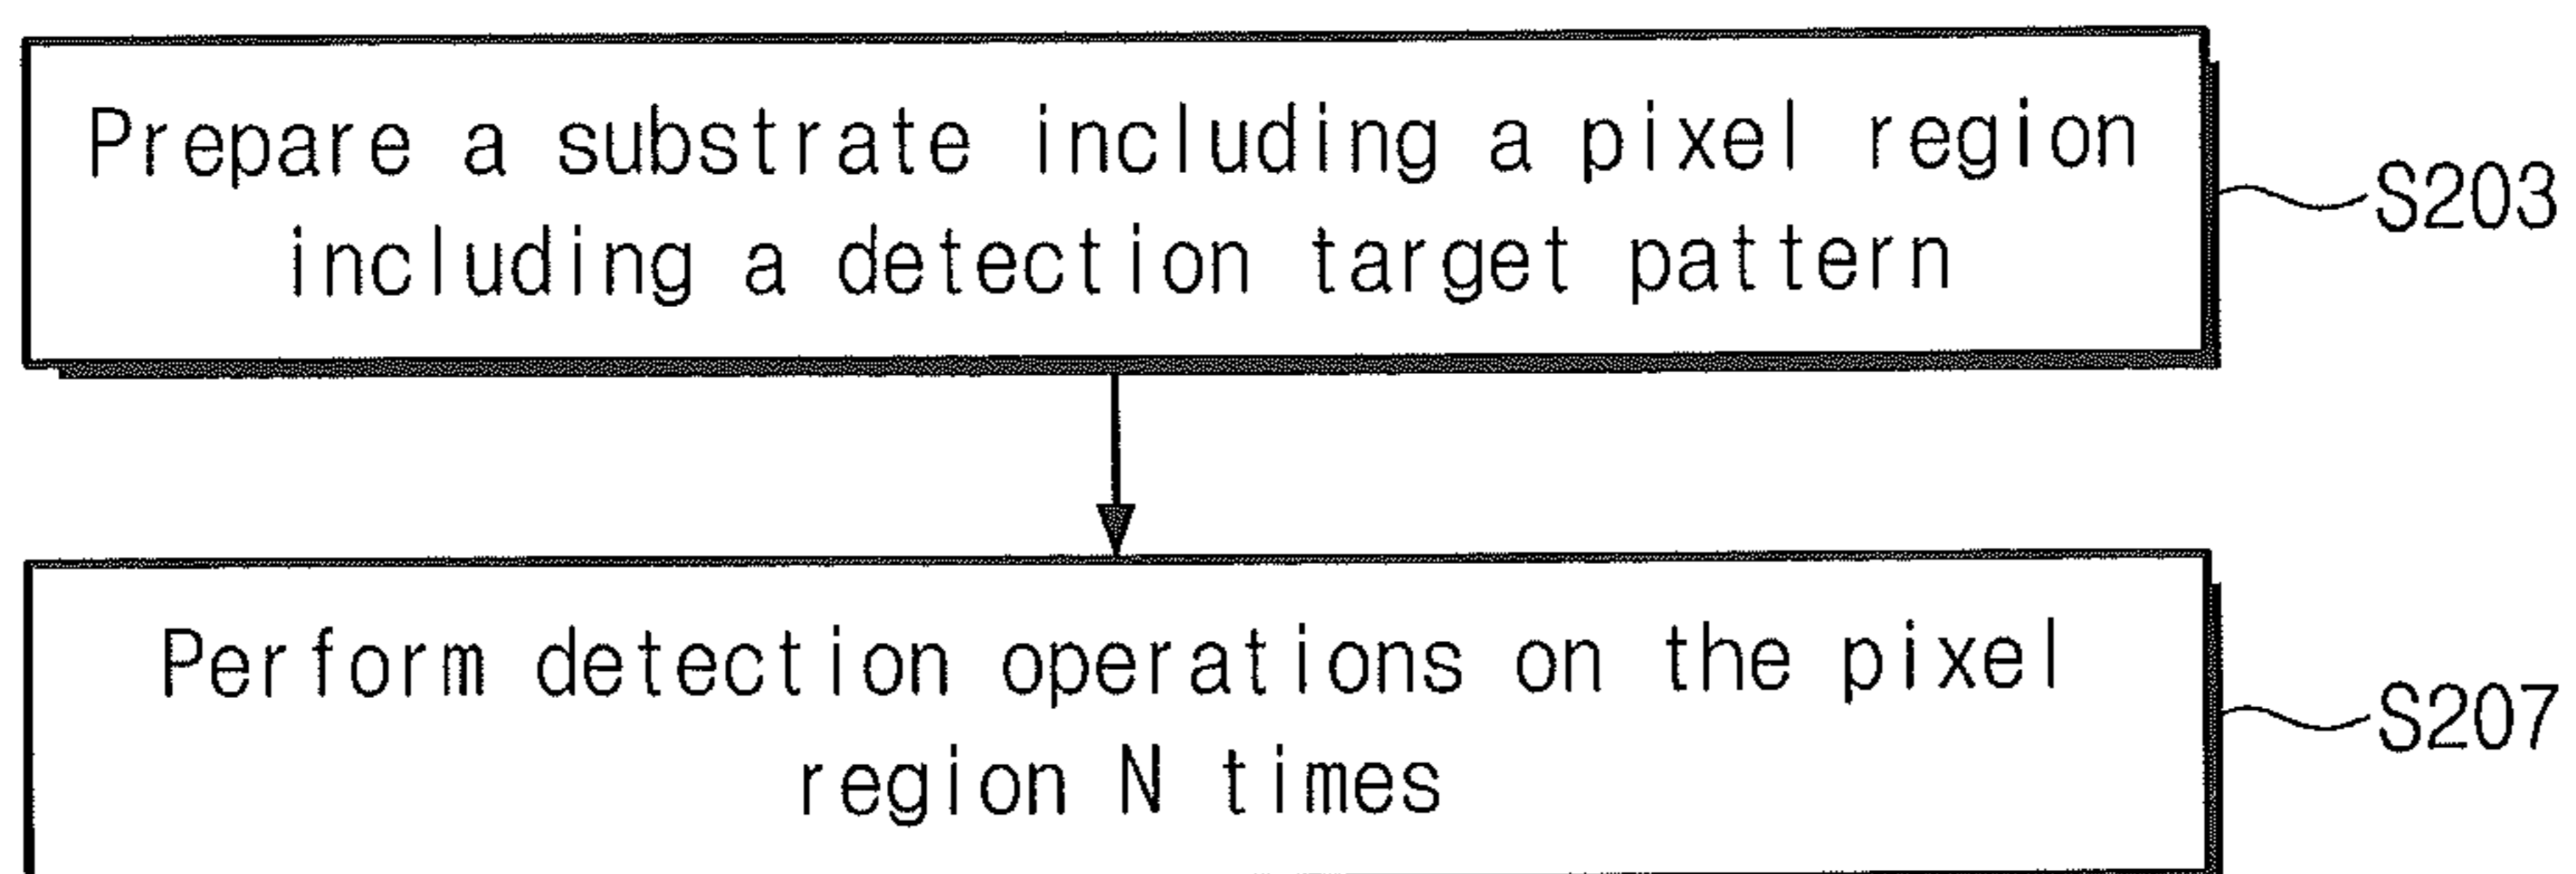 Prepare a substrate including a pixel region
including a detection target pattern
S203
Perform detection operations on the pixel
region N times
S207